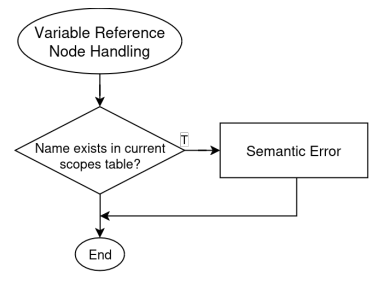 Variable Reference
Node Handling
Name exists in current
scopes table?
T
Semantic Error
End